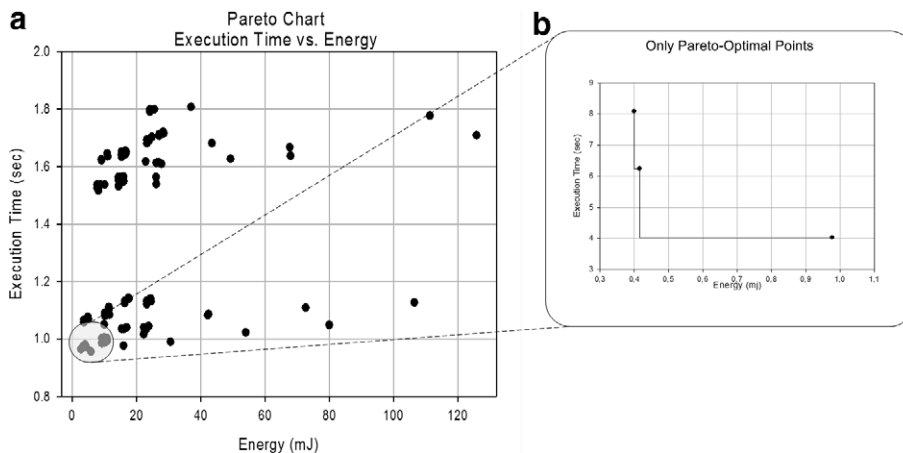 a
Pareto Chart
Execution Time vs. Energy
2.0
1.8
1.6
1.4
1.2
1.0
0.8
Execution Time (sec)
0 20 40 60 80 100 120
Energy (mJ)
b
Only Pareto-Optimal Points
9
8
7
6
5
4
3
Execution Time (sec)
0,3 0,4 0,5 0,6 0,7 0,8 0,9 1 1,1
Energy (mj)